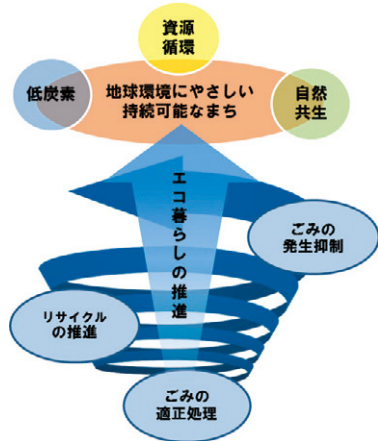 資源
循環
低炭素
地球環境にやさしい
持続可能なまち
自然
共生
エコ暮らしの推進
ごみの
発生抑制
リサイクル
の推進
ごみの
適正処理